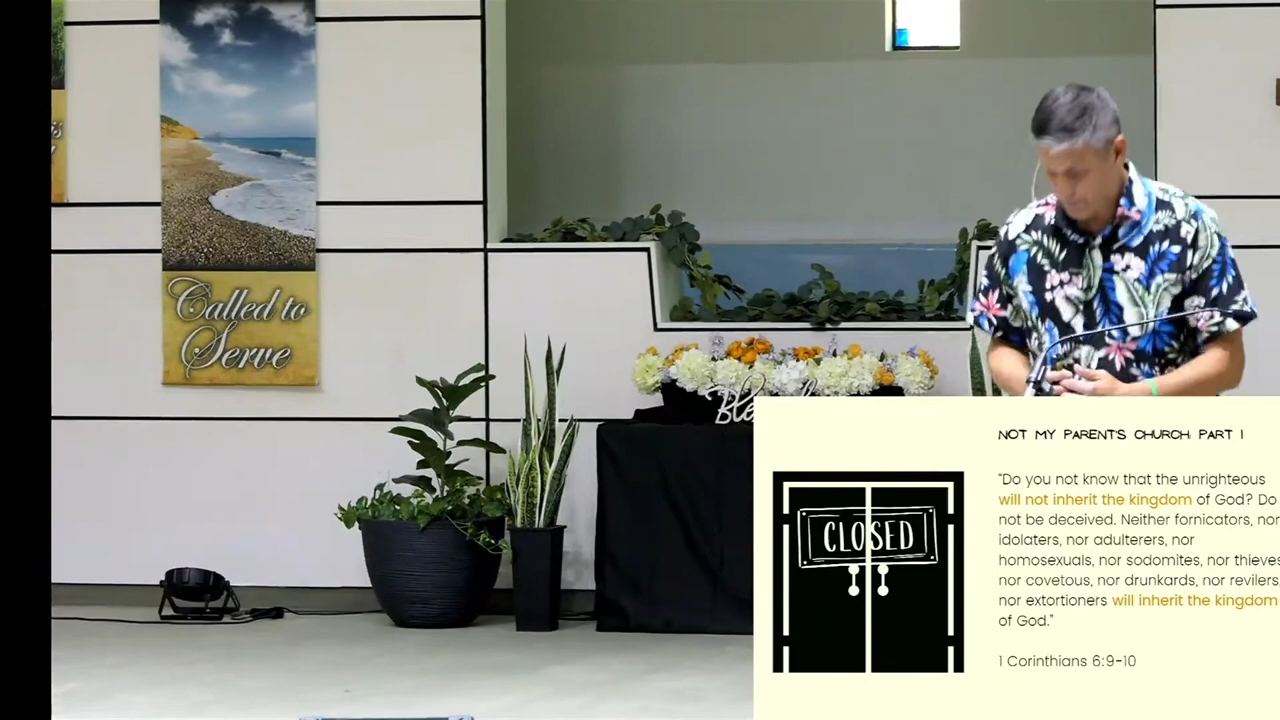 Called to
Serve
NOT MY PARENT'S CHURCH: PART 1
CLOSED
"Do you not know that the unrighteous
will not inherit the kingdom of God? Do
not be deceived. Neither fornicators, nor
idolaters, nor adulterers, nor
homosexuals, nor sodomites, nor thieves,
nor covetous, nor drunkards, nor revilers,
nor extortioners will inherit the kingdom
of God."
1 Corinthians 6:9-10